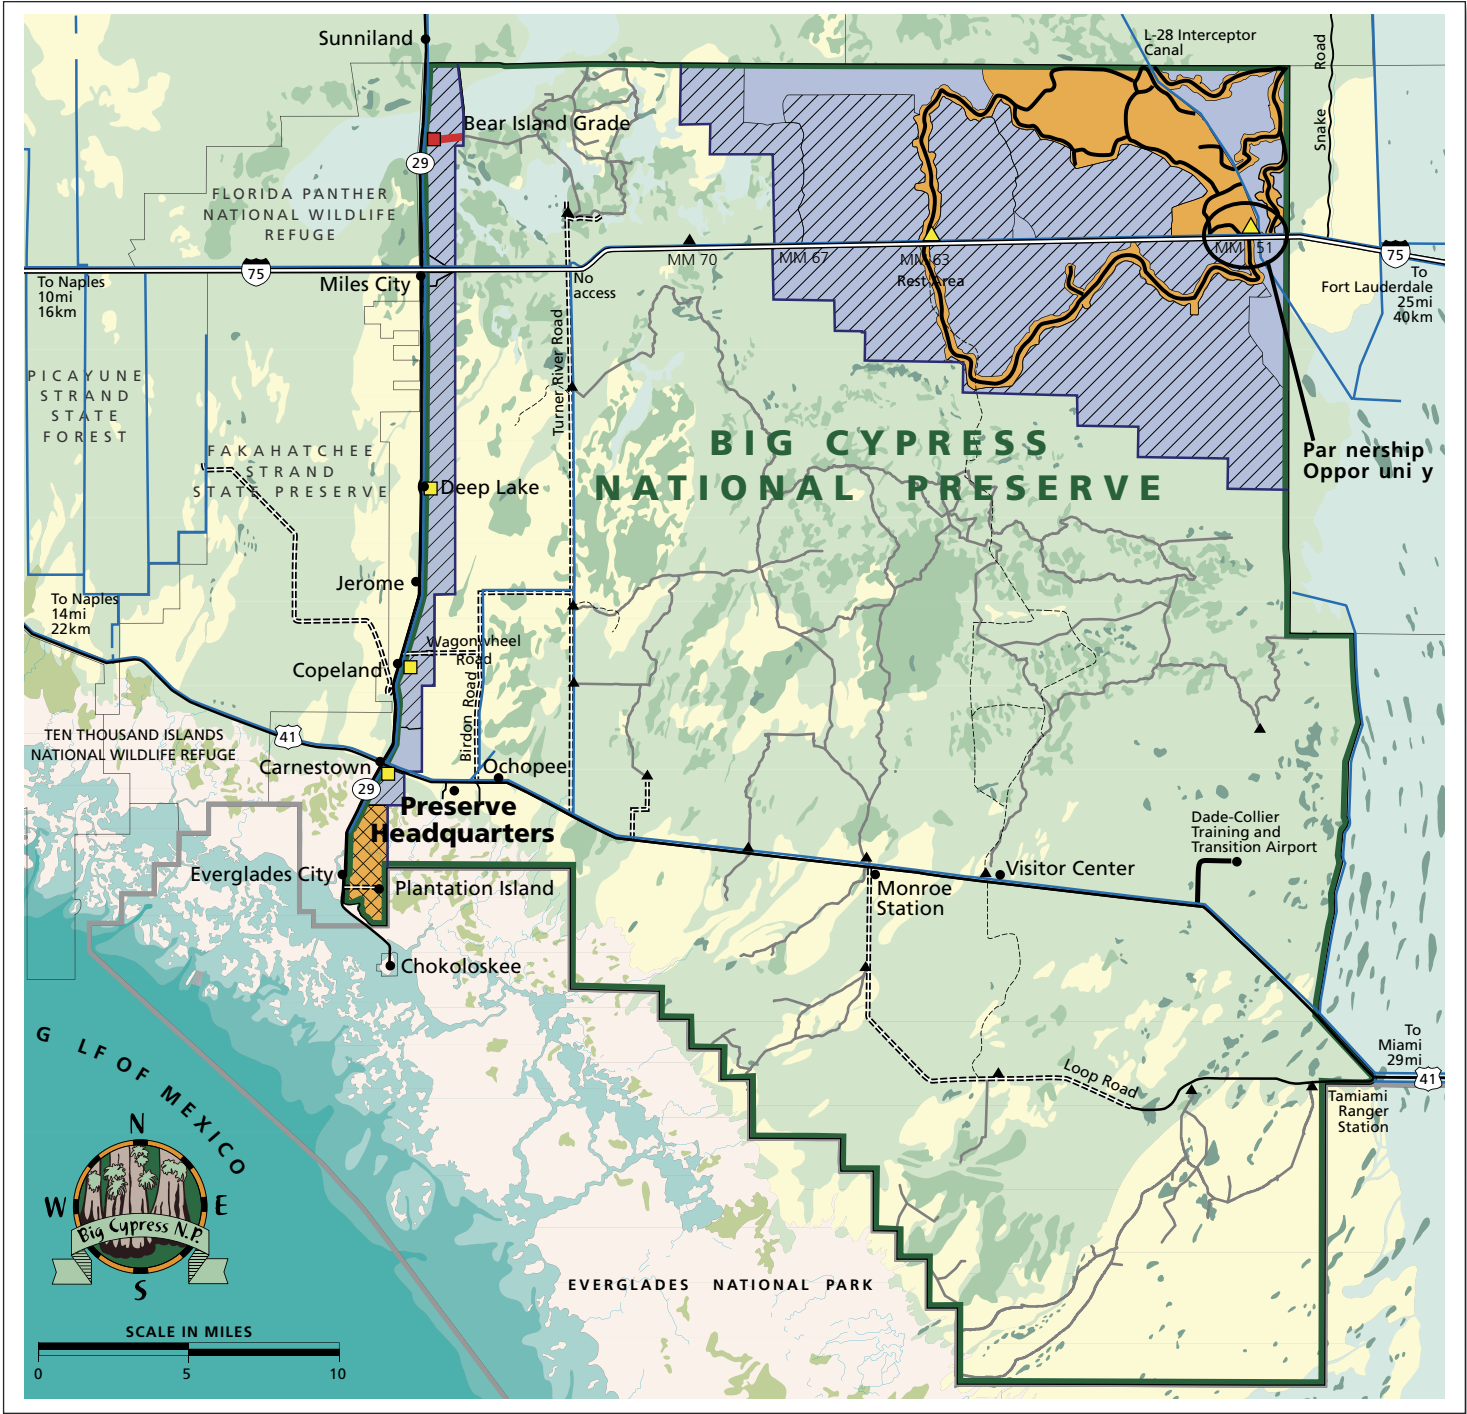 Sunniland
L-28 Interceptor
Canal
Snake Road
Bear Island Grade
29
FLORIDA PANTHER
NATIONAL WILDLIFE
REFUGE
75
MM 70
MM 67
MM 63
Rest Area
MM 51
75
To Naples
10mi
16km
Miles City
No
access
To
Fort Lauderdale
25mi
40km
Turner River Road
PICAYUNE
STRAND
STATE
FOREST
FAKAHATCHEE
STRAND
STATE PRESERVE
BIG CYPRESS
NATIONAL PRESERVE
Par nership
Oppor uni y
Deep Lake
Jerome
To Naples
14mi
22km
Wagonwheel
Road
Copeland
Birdon Road
41
TEN THOUSAND ISLANDS
NATIONAL WILDLIFE REFUGE
Carnestown
Ochopee
29
Preserve
Headquarters
Dade-Collier
Training and
Transition Airport
Everglades City
Plantation Island
Monroe
Station
Visitor Center
Chokoloskee
G LF OF MEXICO
Loop Road
To
Miami
29mi
41
Tamiami
Ranger
Station
N
W
E
S
Big Cypress N.P.
EVERGLADES NATIONAL PARK
SCALE IN MILES
0 5 10